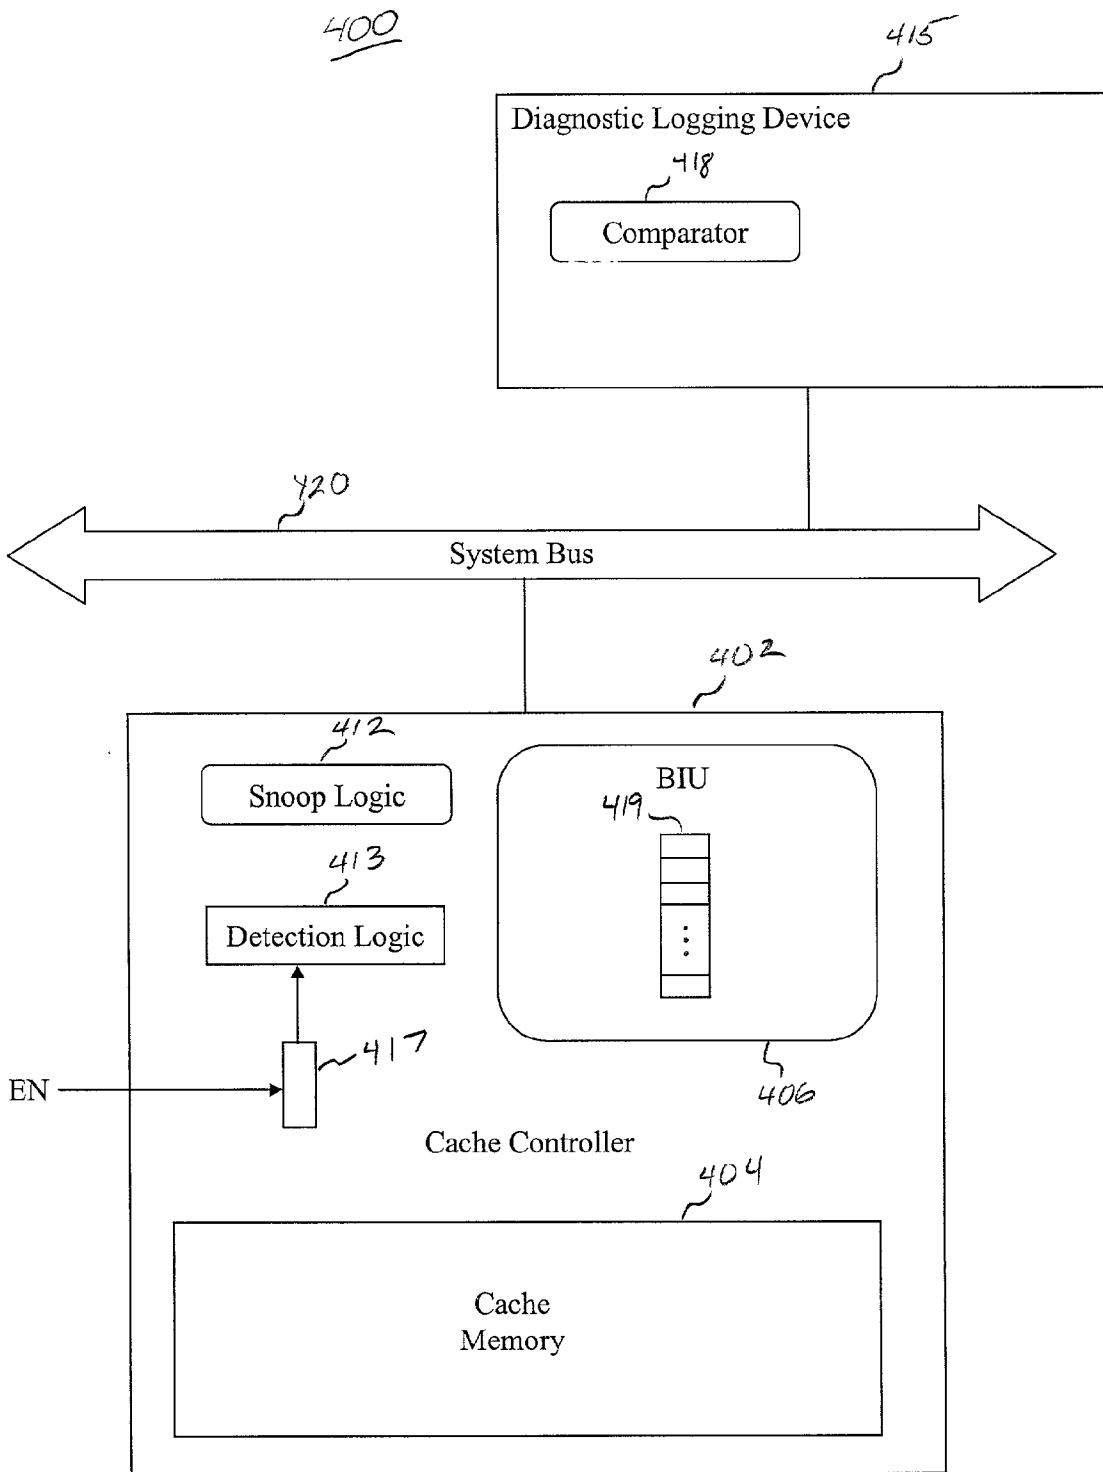 400
415
Diagnostic Logging Device
418
Comparator
420
System Bus
402
412
Snoop Logic
BIU
419
413
Detection Logic
417
EN
406
Cache Controller
404
Cache
Memory